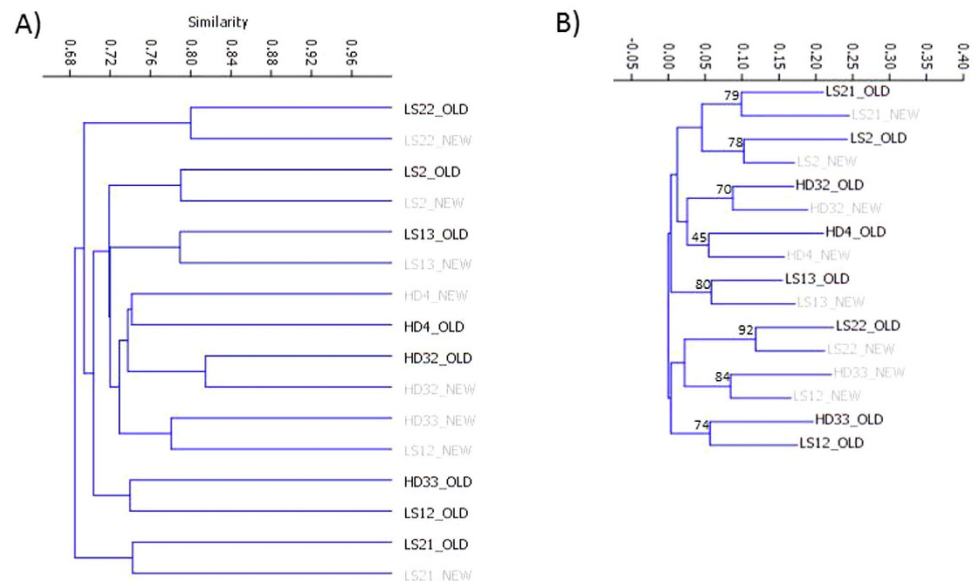 A)
Similarity
0.68 0.72 0.76 0.80 0.84 0.88 0.92 0.96
LS22_OLD
LS22_NEW
LS2_OLD
LS2_NEW
LS13_OLD
LS13_NEW
HD4_NEW
HD4_OLD
HD32_OLD
HD32_NEW
HD33_NEW
LS12_NEW
HD33_OLD
LS12_OLD
LS21_OLD
LS21_NEW
B)
-0.05 0.00 0.05 0.10 0.15 0.20 0.25 0.30 0.35 0.40
79 LS21_OLD
LS21_NEW
78 LS2_OLD
LS2_NEW
70 HD32_OLD
HD32_NEW
45 HD4_OLD
HD4_NEW
80 LS13_OLD
LS13_NEW
92 LS22_OLD
LS22_NEW
84 HD33_NEW
LS12_NEW
74 HD33_OLD
LS12_OLD